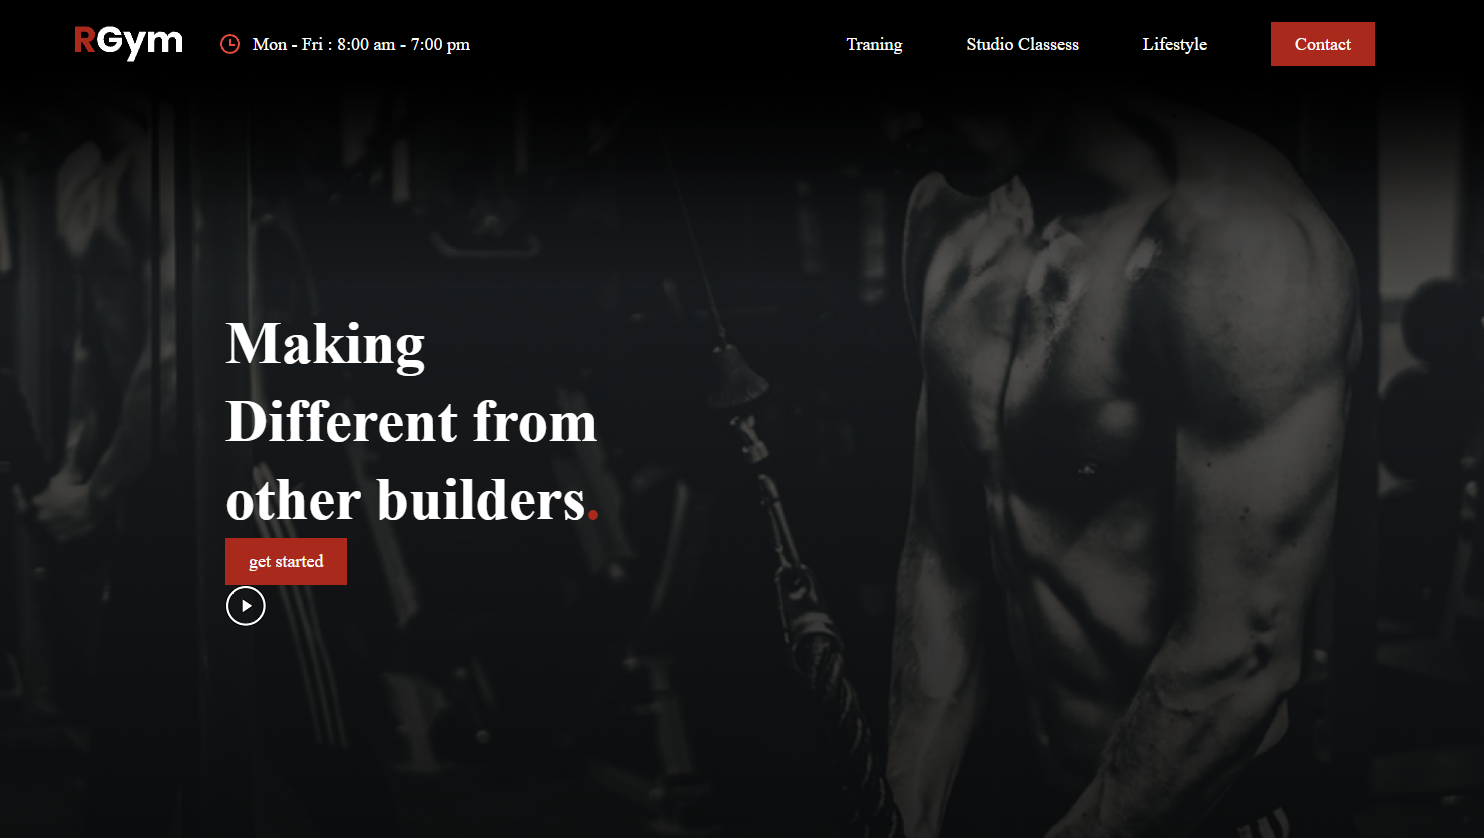 RGym
Mon - Fri : 8:00 am - 7:00 pm
Traning
Studio Classess
Lifestyle
Contact
Making
Different from
other builders.
get started